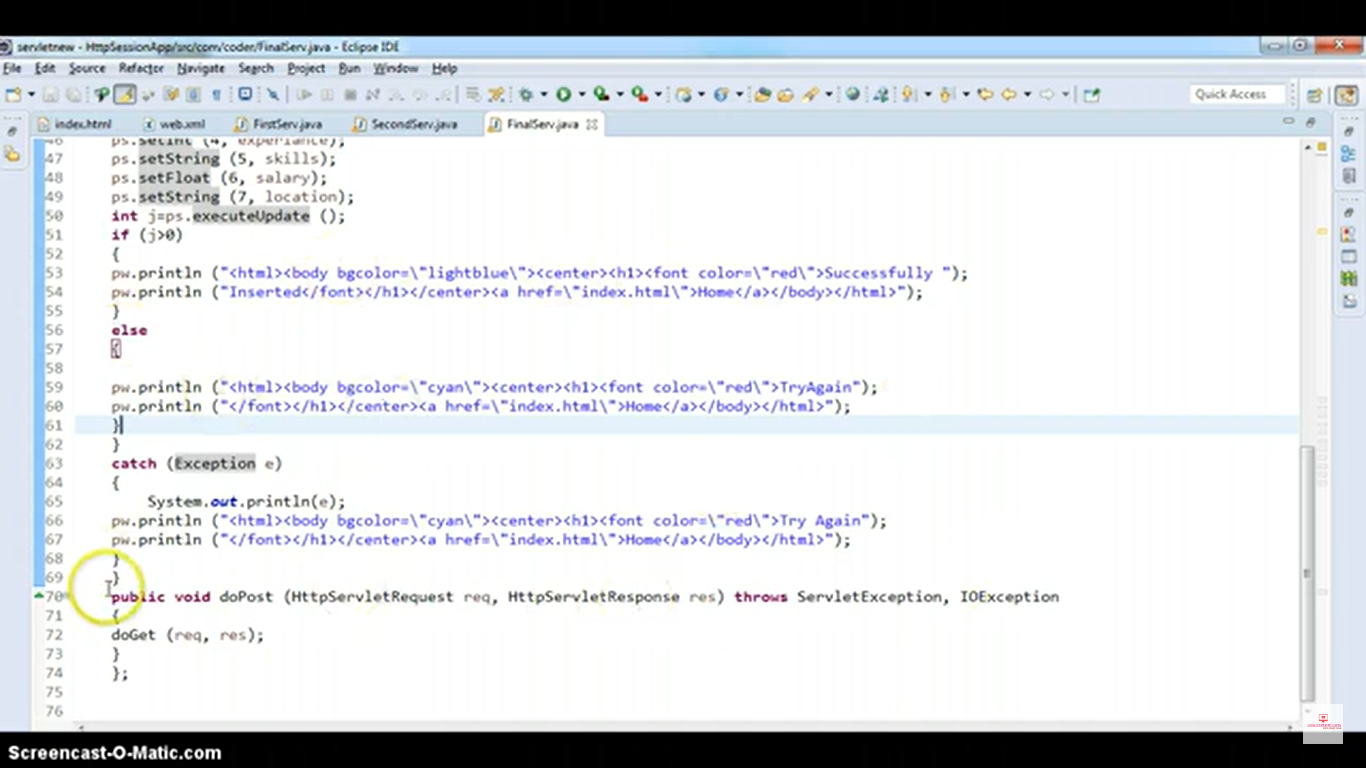 servletnew - HttpSessionApp/src/com/coder/FinalServ.java - Eclipse IDE
File Edit Source Refactor Navigate Search Project Run Window Help
Quick Access
index.html web.xml FirstServ.java SecondServ.java FinalServ.java
46 ps.setInt (4, experiance);
47 ps.setString (5, skills);
48 ps.setFloat (6, salary);
49 ps.setString (7, location);
50 int j=ps.executeUpdate ();
51 if (j>0)
52 {
53 pw.println ("<html><body bgcolor=\"lightblue\"><center><h1><font color=\"red\">Successfully ");
54 pw.println ("Inserted</font></h1></center><a href=\"index.html\">Home</a></body></html>");
55 }
56 else
57 {
58
59 pw.println ("<html><body bgcolor=\"cyan\"><center><h1><font color=\"red\">TryAgain");
60 pw.println ("</font></h1></center><a href=\"index.html\">Home</a></body></html>");
61 }
62 }
63 catch (Exception e)
64 {
65 System.out.println(e);
66 pw.println ("<html><body bgcolor=\"cyan\"><center><h1><font color=\"red\">Try Again");
67 pw.println ("</font></h1></center><a href=\"index.html\">Home</a></body></html>");
68 }
69 }
70 public void doPost (HttpServletRequest req, HttpServletResponse res) throws ServletException, IOException
71 {
72 doGet (req, res);
73 }
74 };
75
76
Screencast-O-Matic.com